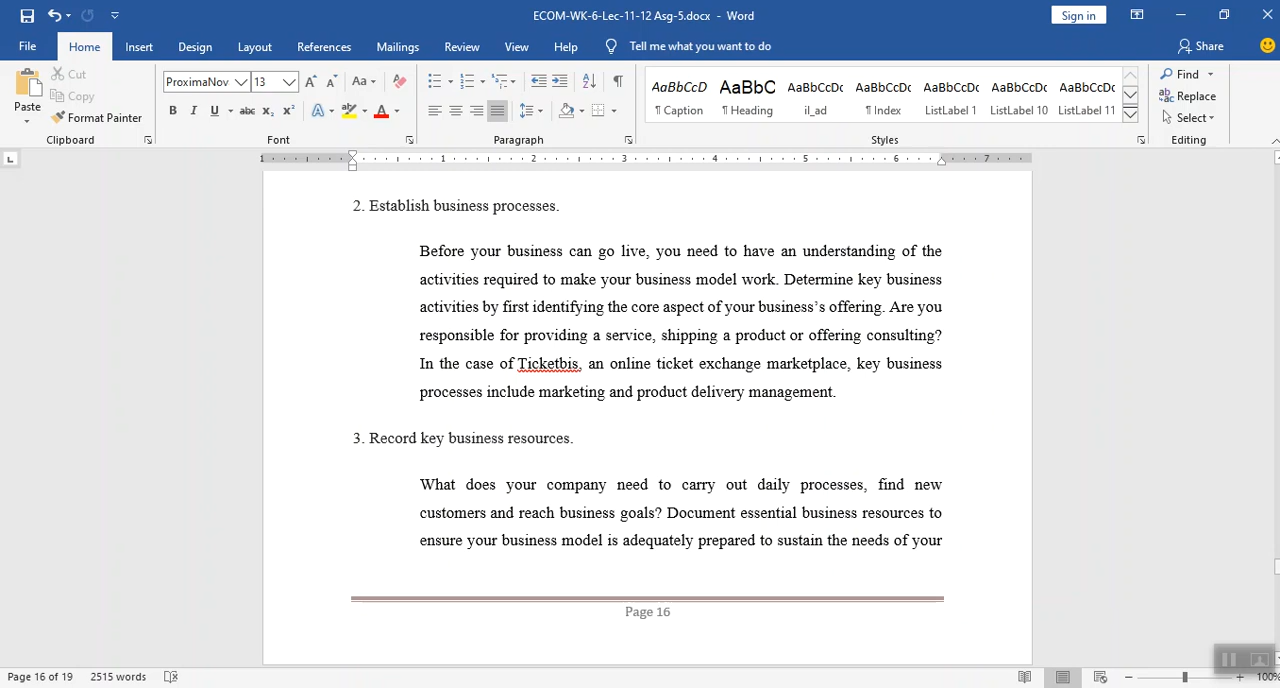 ECOM-WK-6-Lec-11-12 Asg-5.docx - Word
Sign in
File Home Insert Design Layout References Mailings Review View Help Tell me what you want to do Share
Paste
Cut
Copy
Format Painter
Clipboard
ProximaNov 13
Font
Paragraph
AaBbCcD AaBbC AaBbCcDc AaBbCcDc AaBbCcDc AaBbCcDc AaBbCcDc
¶ Caption ¶ Heading il_ad ¶ Index ListLabel 1 ListLabel 10 ListLabel 11
Styles
Find
Replace
Select
Editing
1 1 2 3 4 5 6 7
2. Establish business processes.
Before your business can go live, you need to have an understanding of the
activities required to make your business model work. Determine key business
activities by first identifying the core aspect of your business’s offering. Are you
responsible for providing a service, shipping a product or offering consulting?
In the case of Ticketbis, an online ticket exchange marketplace, key business
processes include marketing and product delivery management.
3. Record key business resources.
What does your company need to carry out daily processes, find new
customers and reach business goals? Document essential business resources to
ensure your business model is adequately prepared to sustain the needs of your
Page 16
Page 16 of 19 2515 words 100%